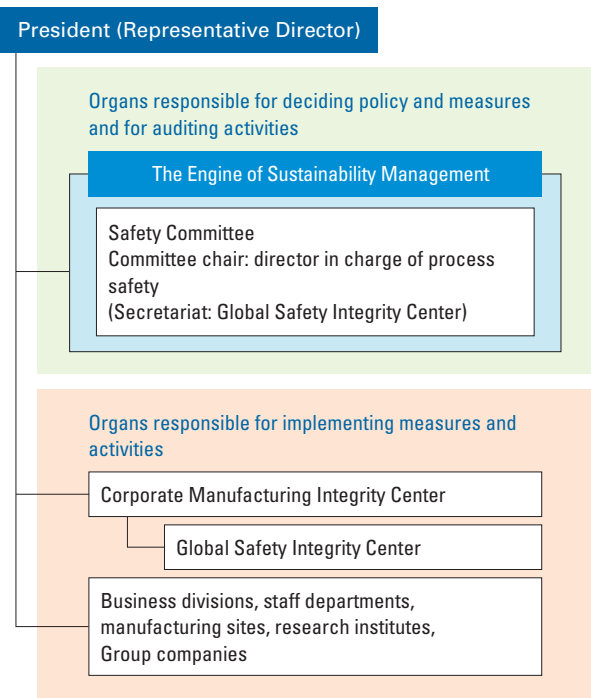 President (Representative Director)
Organs responsible for deciding policy and measures
and for auditing activities
The Engine of Sustainability Management
Safety Committee
Committee chair: director in charge of process
safety
(Secretariat: Global Safety Integrity Center)
Organs responsible for implementing measures and
activities
Corporate Manufacturing Integrity Center
Global Safety Integrity Center
Business divisions, staff departments,
manufacturing sites, research institutes,
Group companies